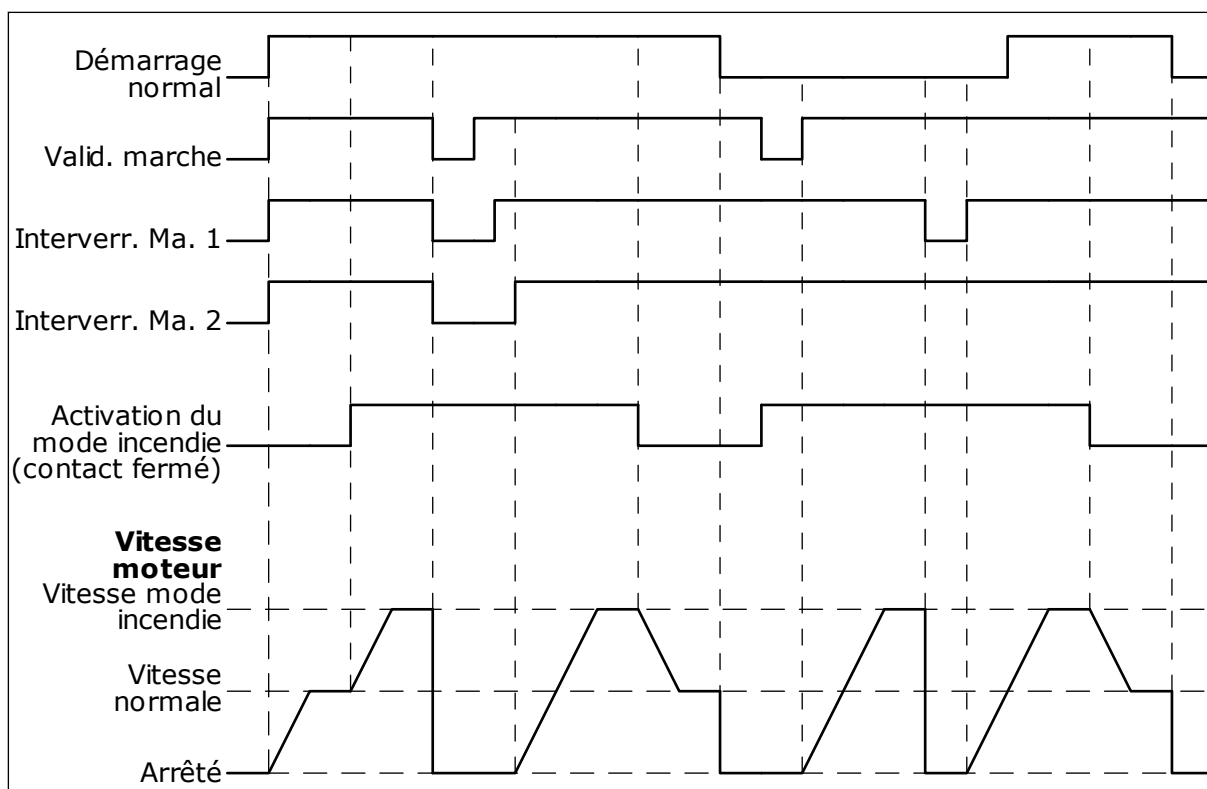 Démarrage
normal
Valid. marche
Interverr. Ma. 1
Interverr. Ma. 2
Activation du
mode incendie
(contact fermé)
Vitesse
moteur
Vitesse mode
incendie
Vitesse
normale
Arrêté